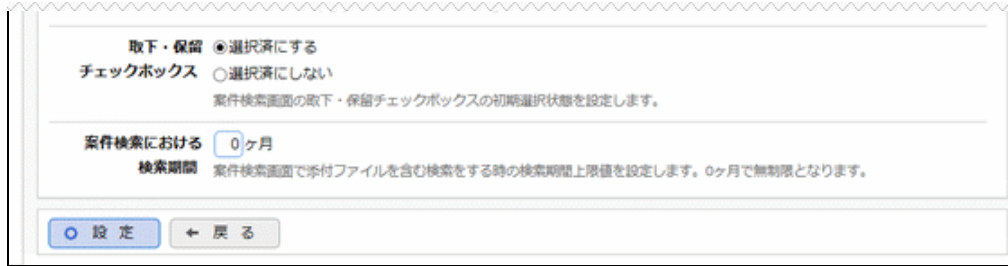 取下・保留 ◉選択済にする
チェックボックス ○選択済にしない
案件検索画面の取下・保留チェックボックスの初期選択状態を設定します。
案件検索における 0 ヶ月
検索期間 案件検索画面で添付ファイルを含む検索をする時の検索期間上限値を設定します。0ヶ月で無制限となります。
設 定 ← 戻 る